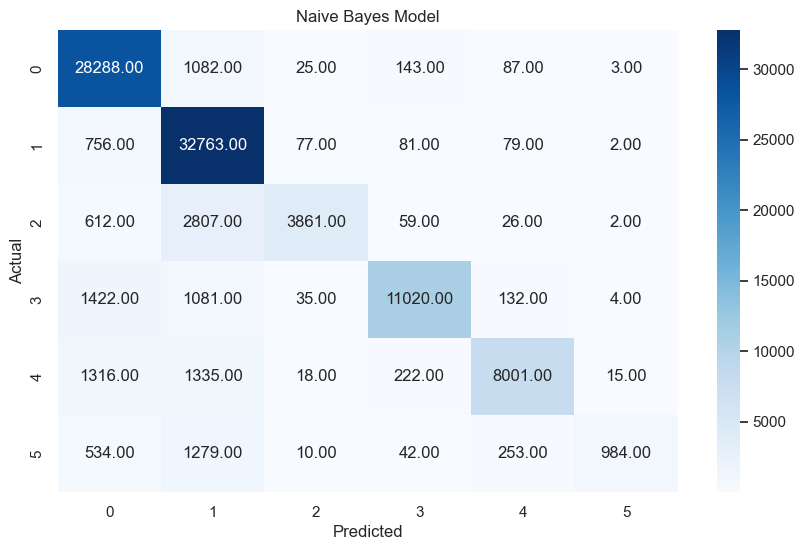 Naive Bayes Model
0 28288.00 1082.00 25.00 143.00 87.00 3.00
1 756.00 32763.00 77.00 81.00 79.00 2.00
2 612.00 2807.00 3861.00 59.00 26.00 2.00
3 1422.00 1081.00 35.00 11020.00 132.00 4.00
4 1316.00 1335.00 18.00 222.00 8001.00 15.00
5 534.00 1279.00 10.00 42.00 253.00 984.00
0 1 2 3 4 5
Predicted
Actual
30000
25000
20000
15000
10000
5000